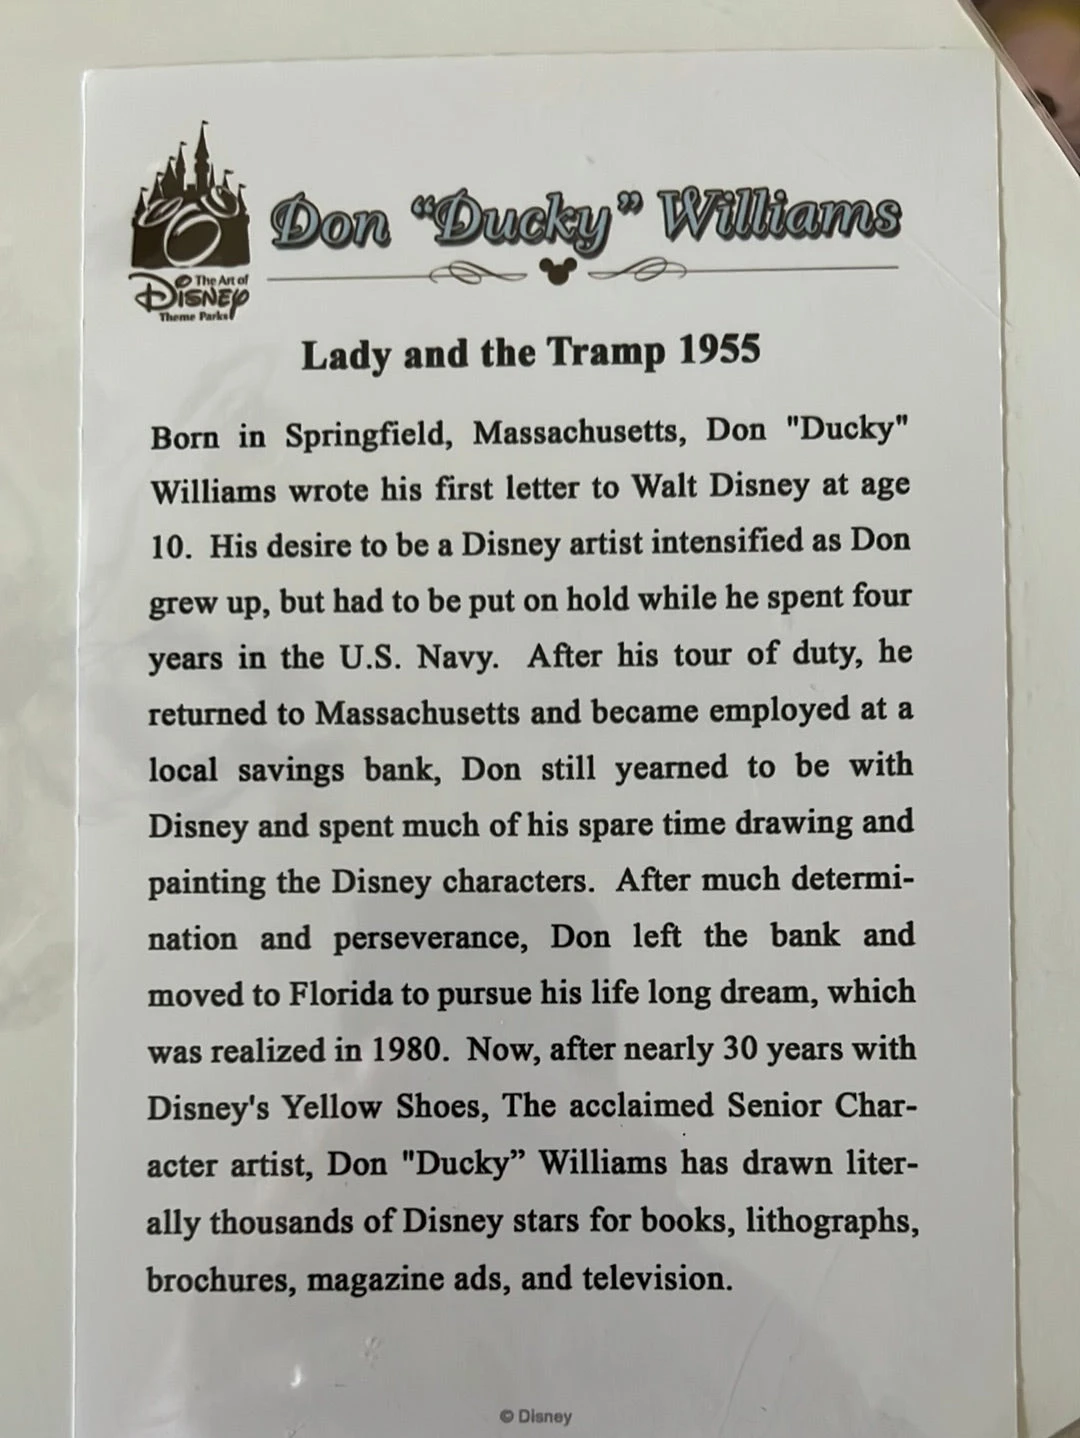 The Art of
Disney
Theme Parks
Don “Ducky” Williams
Lady and the Tramp 1955
Born in Springfield, Massachusetts, Don "Ducky"
Williams wrote his first letter to Walt Disney at age
10. His desire to be a Disney artist intensified as Don
grew up, but had to be put on hold while he spent four
years in the U.S. Navy. After his tour of duty, he
returned to Massachusetts and became employed at a
local savings bank, Don still yearned to be with
Disney and spent much of his spare time drawing and
painting the Disney characters. After much determi-
nation and perseverance, Don left the bank and
moved to Florida to pursue his life long dream, which
was realized in 1980. Now, after nearly 30 years with
Disney's Yellow Shoes, The acclaimed Senior Char-
acter artist, Don "Ducky” Williams has drawn liter-
ally thousands of Disney stars for books, lithographs,
brochures, magazine ads, and television.
© Disney